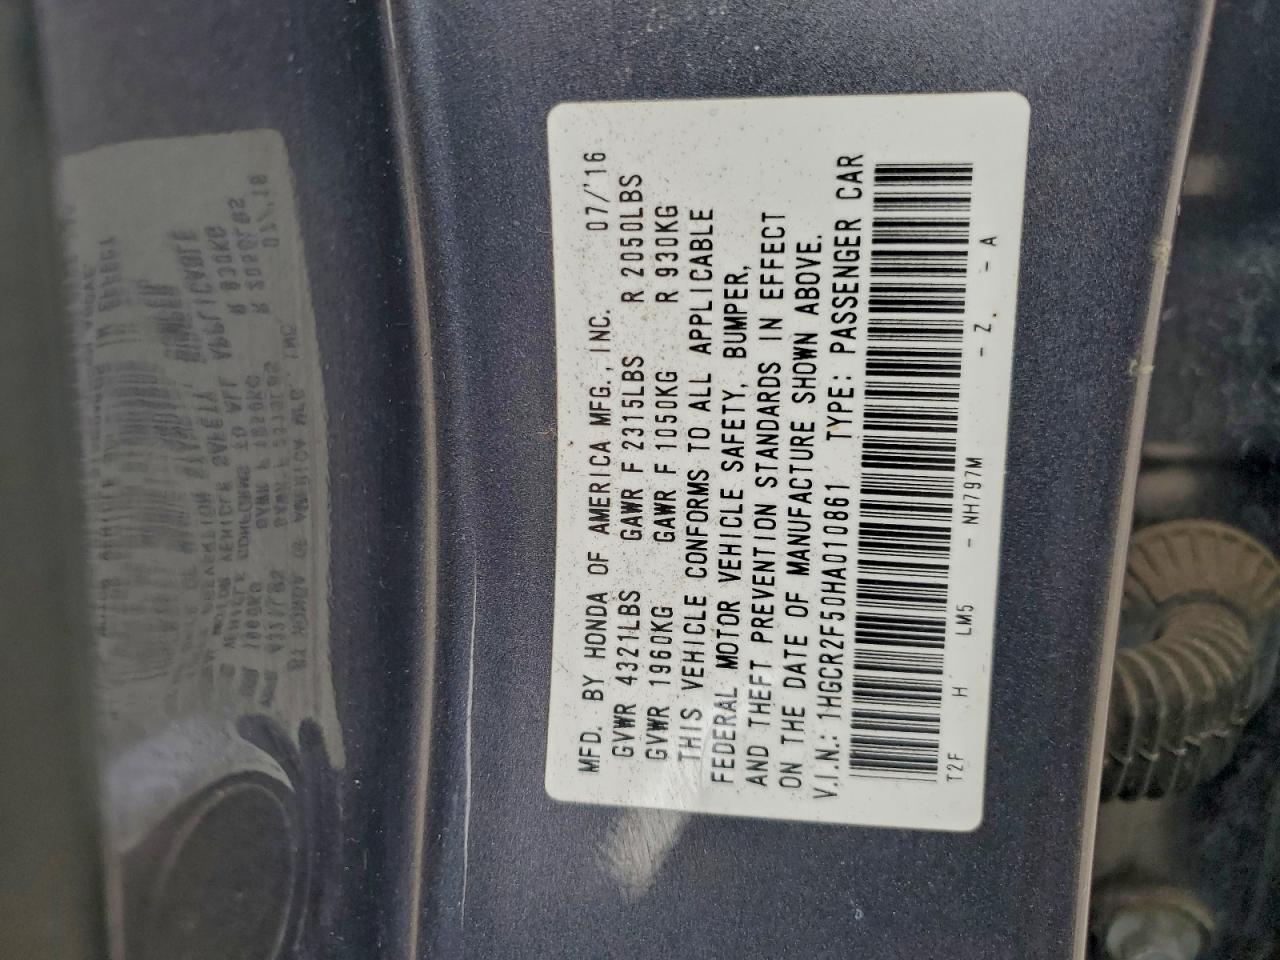 MFD. BY HONDA OF AMERICA MFG., INC. 07/'16
GVWR 4321LBS GAWR F 2315LBS R 2050LBS
GVWR 1960KG GAWR F 1050KG R 930KG
THIS VEHICLE CONFORMS TO ALL APPLICABLE
FEDERAL MOTOR VEHICLE SAFETY, BUMPER,
AND THEFT PREVENTION STANDARDS IN EFFECT
ON THE DATE OF MANUFACTURE SHOWN ABOVE.
V.I.N.: 1HGCR2F50HA010861 TYPE: PASSENGER CAR
T2F H LM5 - NH797M - Z - A